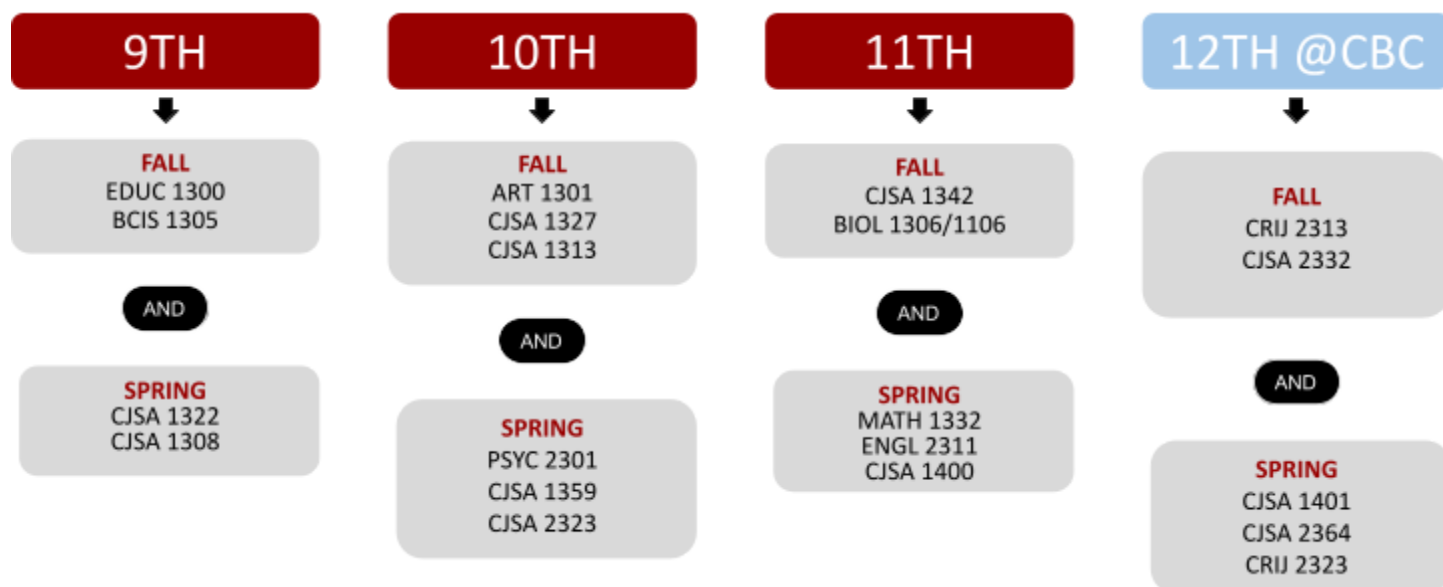 9TH
FALL
EDUC 1300
BCIS 1305
AND
SPRING
CJSA 1322
CJSA 1308
10TH
FALL
ART 1301
CJSA 1327
CJSA 1313
AND
SPRING
PSYC 2301
CJSA 1359
CJSA 2323
11TH
FALL
CJSA 1342
BIOL 1306/1106
AND
SPRING
MATH 1332
ENGL 2311
CJSA 1400
12TH @CBC
FALL
CRIJ 2313
CJSA 2332
AND
SPRING
CJSA 1401
CJSA 2364
CRIJ 2323